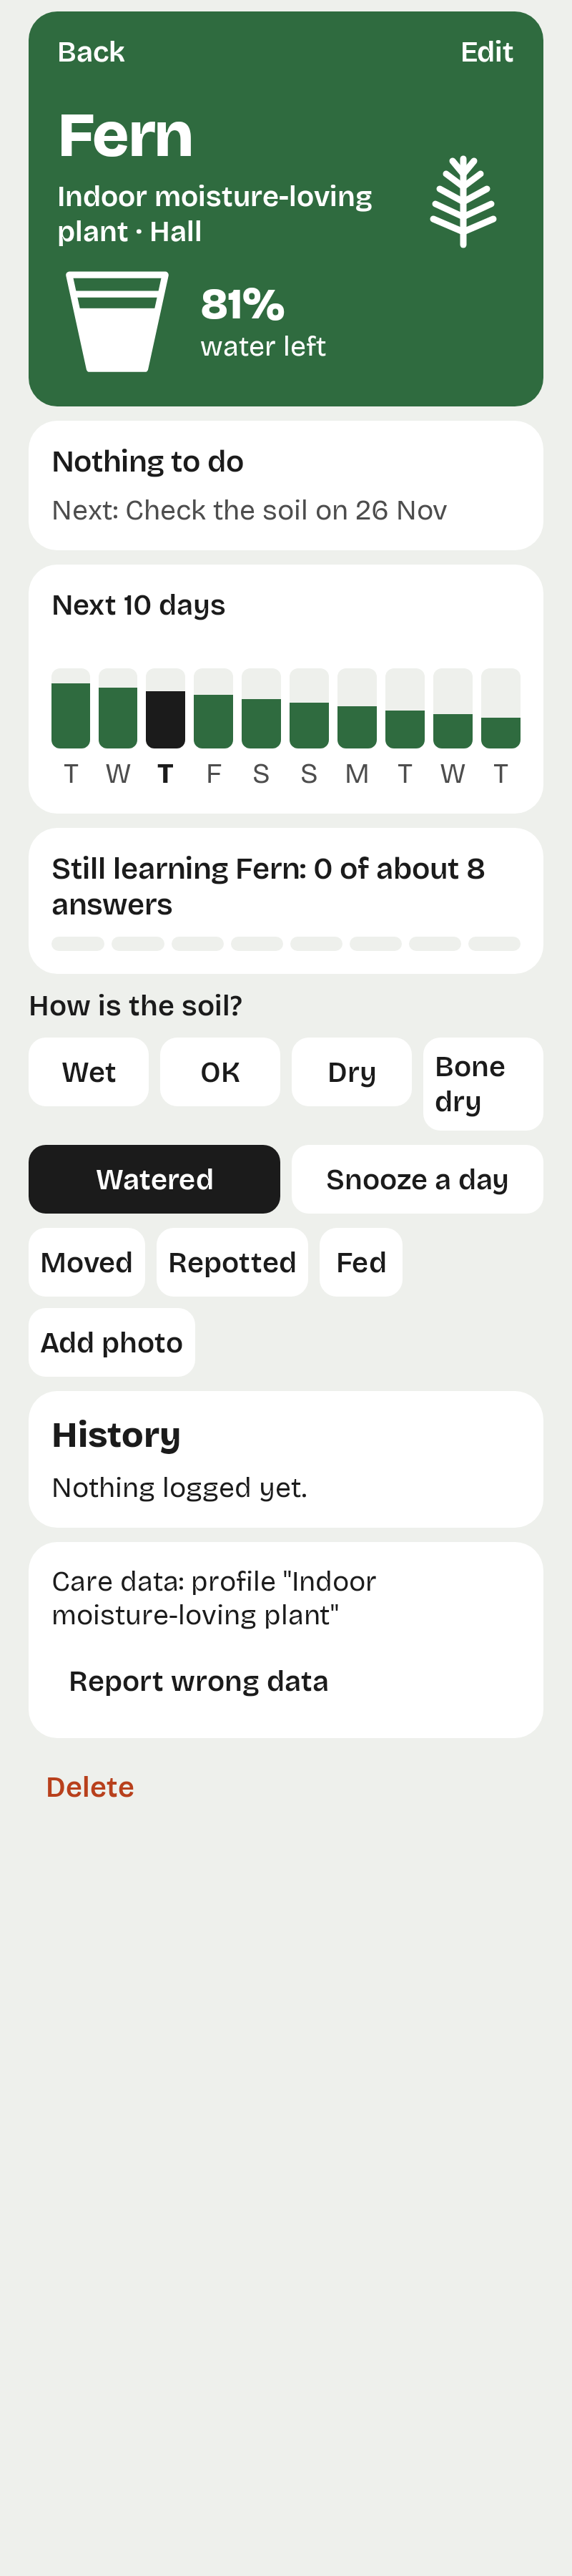 Back
Edit
Fern
Indoor moisture-loving
plant · Hall
81%
water left
Nothing to do
Next: Check the soil on 26 Nov
Next 10 days
T W T F S S M T W T
Still learning Fern: 0 of about 8
answers
How is the soil?
Wet
OK
Dry
Bone
dry
Watered
Snooze a day
Moved
Repotted
Fed
Add photo
History
Nothing logged yet.
Care data: profile "Indoor
moisture-loving plant"
Report wrong data
Delete